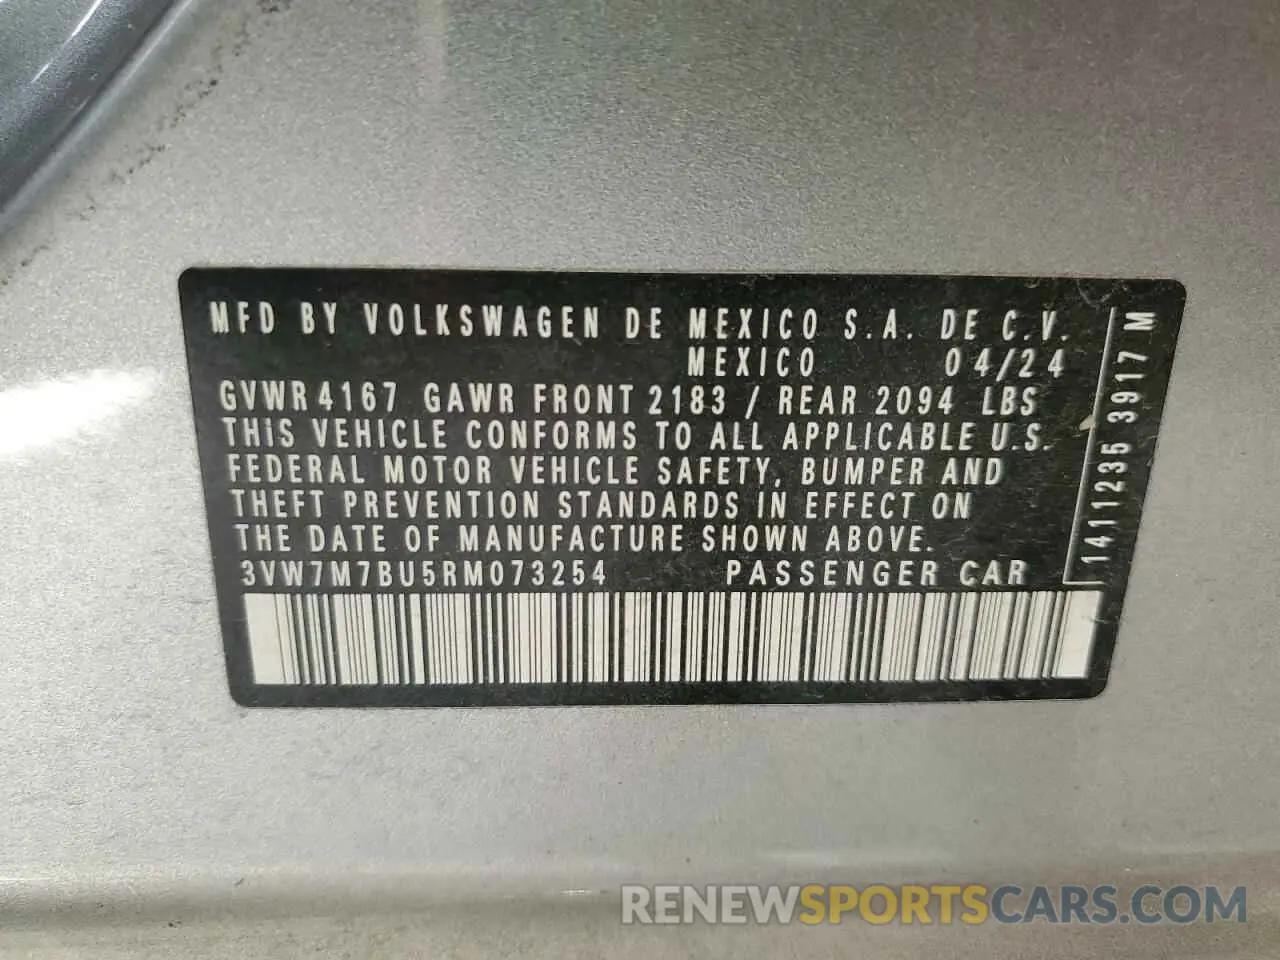 MFD BY VOLKSWAGEN DE MEXICO S.A. DE C.V.
MEXICO 04/24
GVWR 4167 GAWR FRONT 2183 / REAR 2094 LBS
THiS VEHICLE CONFORMS TO ALL APPLICABLE U.S.
FEDERAL MOTOR VEHICLE SAFETY, BUMPER AND
THEFT PREVENTION STANDARDS IN EFFECT ON
THE DATE OF MANUFACTURE SHOWN ABOVE.
3VW7M7BU5RM073254 PASSENGER CAR
1411235 3917 M
RENEWSPORTSCARS.COM